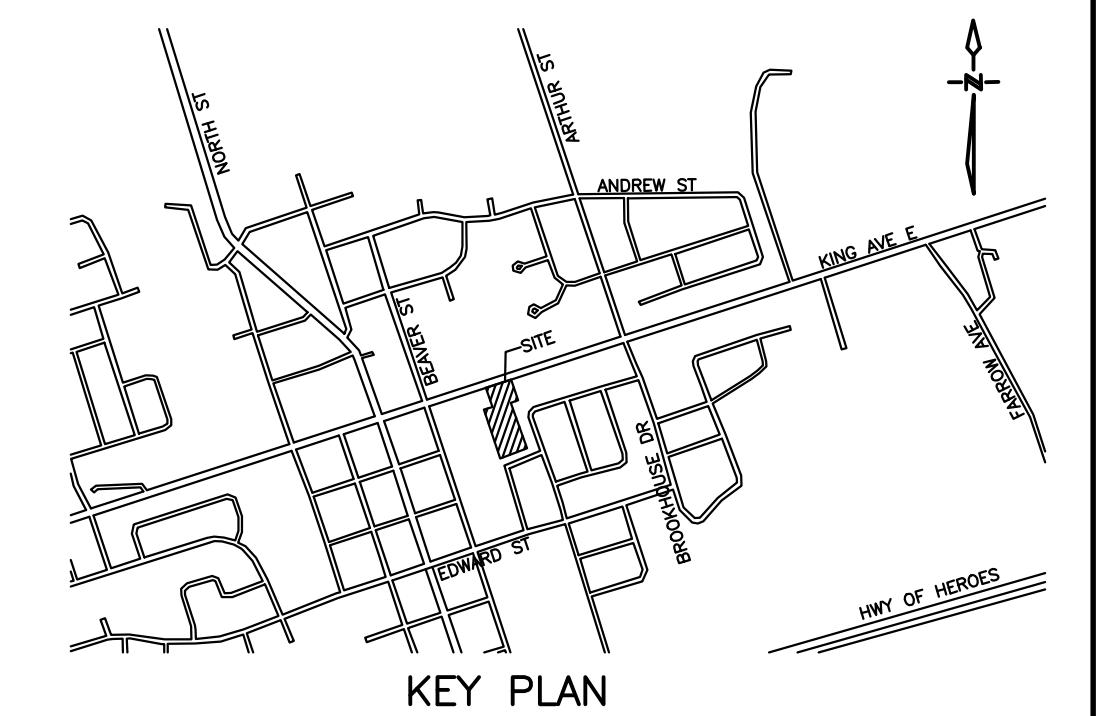 NORTH ST
ARTHUR ST
N
ANDREW ST
KING AVE E
BEAVER ST
SITE
FARROW AVE
BROOKHOUSE DR
EDWARD ST
HWY OF HEROES
KEY PLAN